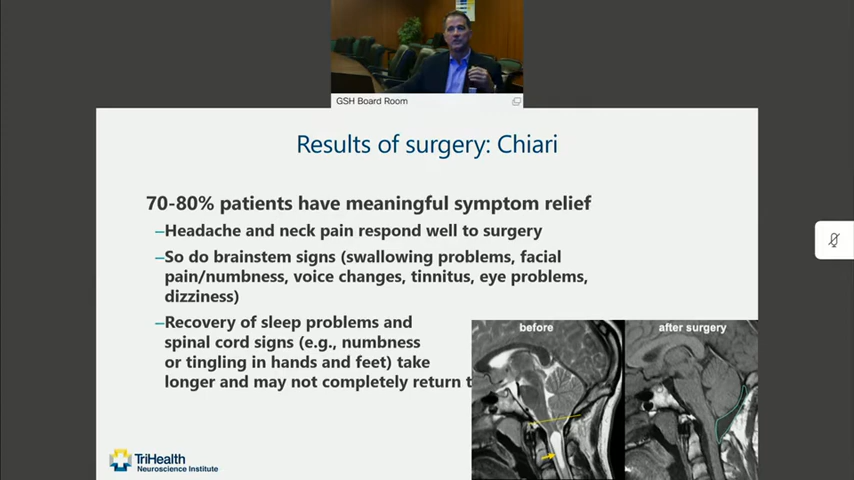 GSH Board Room
Results of surgery: Chiari
70-80% patients have meaningful symptom relief
–Headache and neck pain respond well to surgery
–So do brainstem signs (swallowing problems, facial
pain/numbness, voice changes, tinnitus, eye problems,
dizziness)
–Recovery of sleep problems and
spinal cord signs (e.g., numbness
or tingling in hands and feet) take
longer and may not completely return t
before
after surgery
TriHealth
Neuroscience Institute